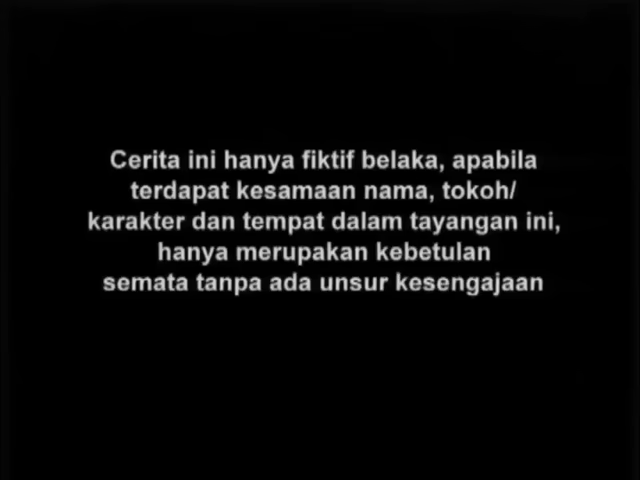 Cerita ini hanya fiktif belaka, apabila
terdapat kesamaan nama, tokoh/
karakter dan tempat dalam tayangan ini,
hanya merupakan kebetulan
semata tanpa ada unsur kesengajaan